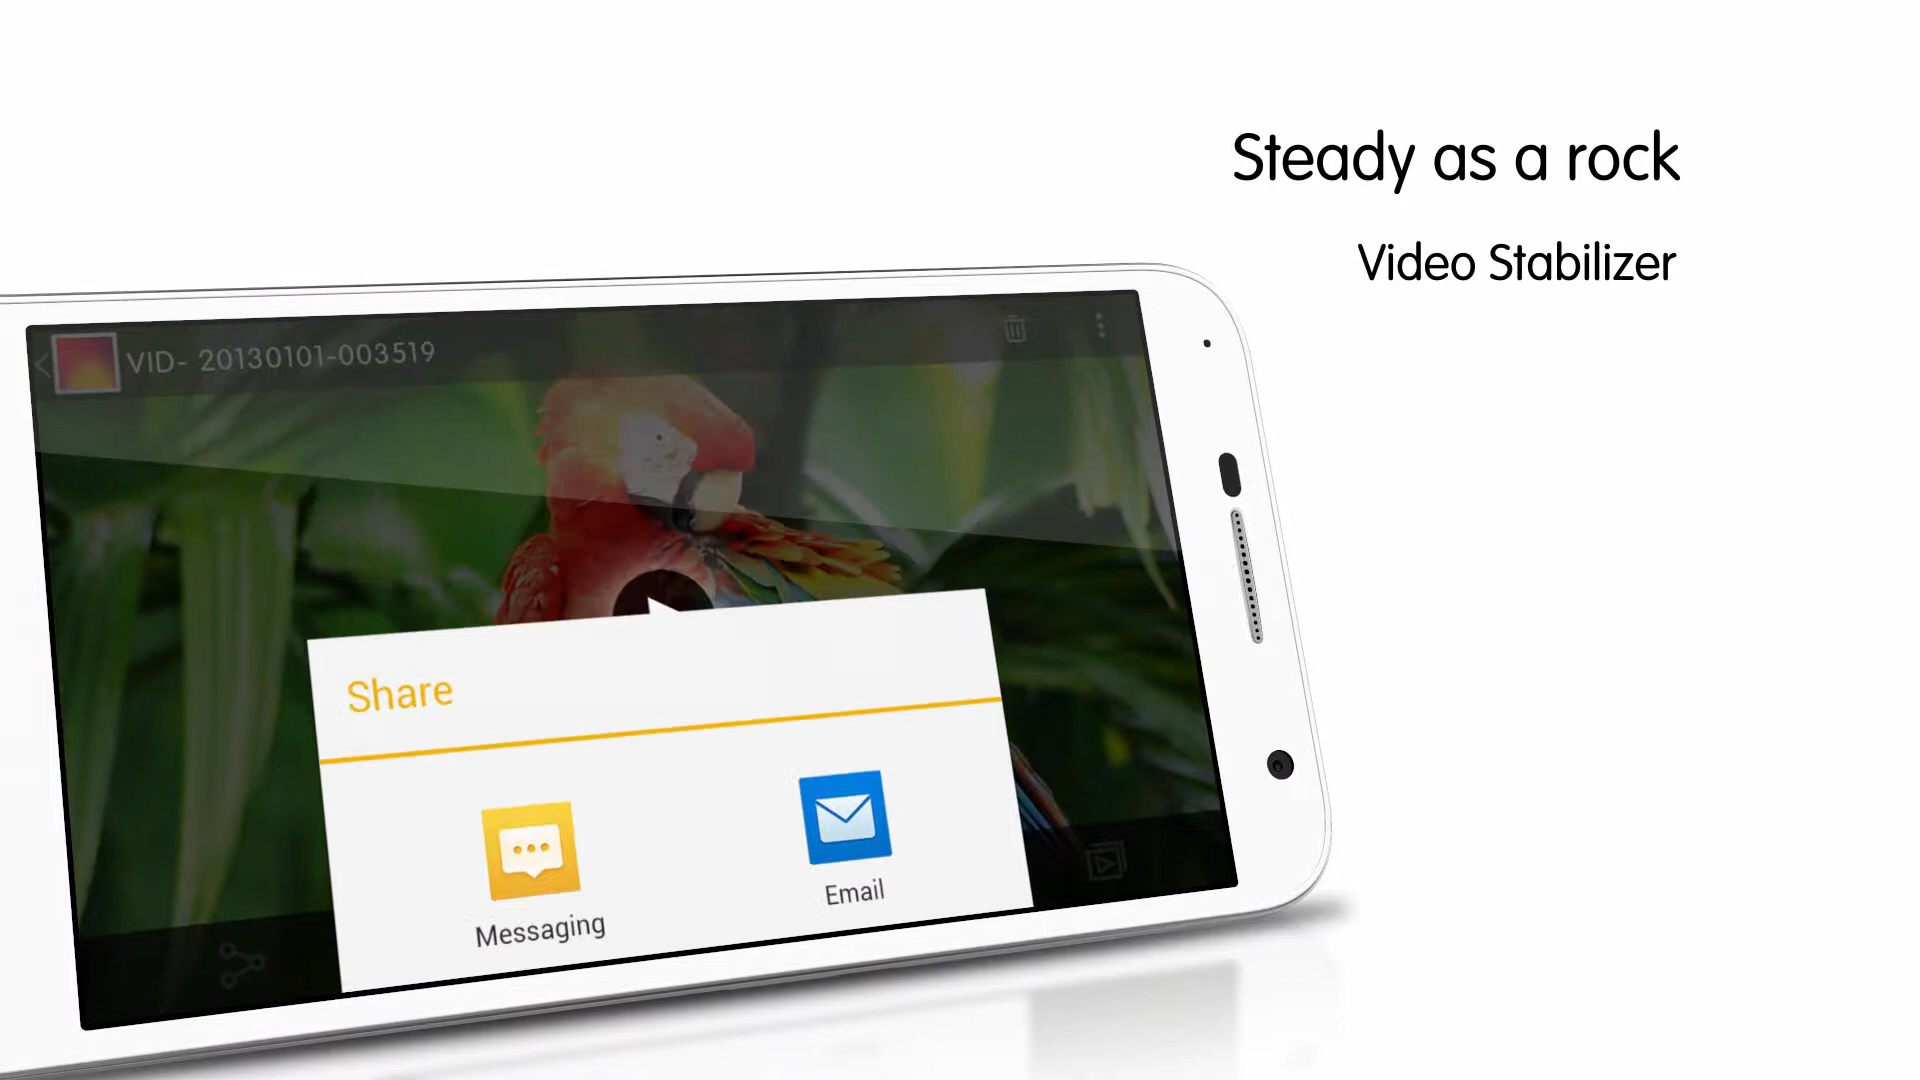 Steady as a rock
Video Stabilizer
VID- 20130101-003519
Share
Messaging
Email